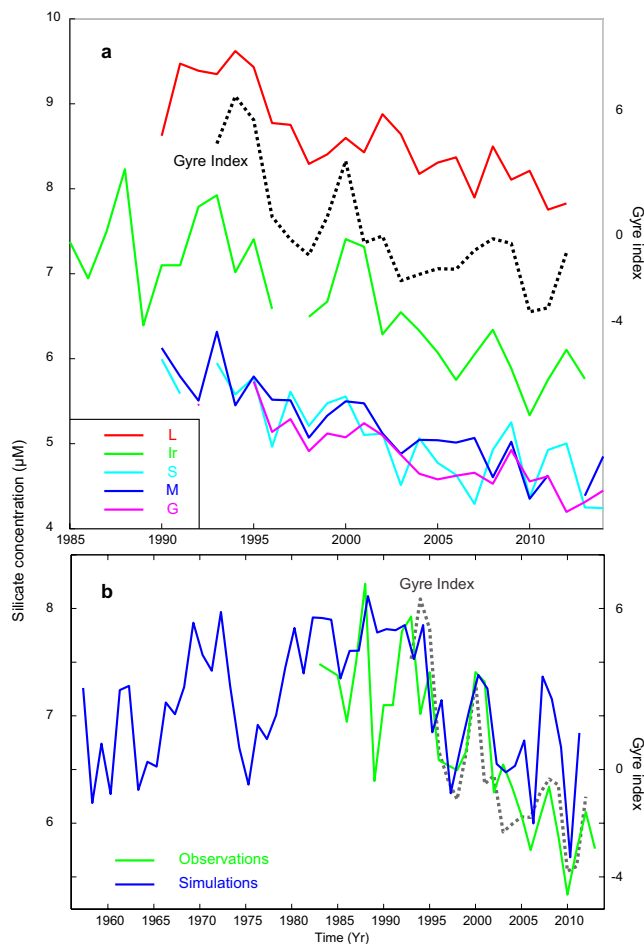 10
a
9
6
Gyre Index
8
0
7
-4
6
5
L
Ir
S
M
G
4
1985 1990 1995 2000 2005 2010
Silicate concentration (μM)
Gyre index
b
Gyre Index
8
6
7
0
6
-4
Observations
Simulations
1960 1965 1970 1975 1980 1985 1990 1995 2000 2005 2010
Time (Yr)
Gyre index